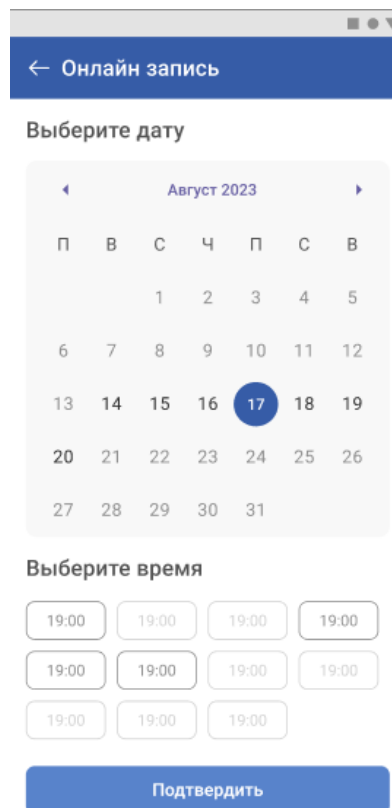 ← Онлайн запись
Выберите дату
Август 2023
П В С Ч П С В
1 2 3 4 5
6 7 8 9 10 11 12
13 14 15 16 17 18 19
20 21 22 23 24 25 26
27 28 29 30 31
Выберите время
19:00 19:00 19:00 19:00
19:00 19:00 19:00 19:00
19:00 19:00 19:00
Подтвердить